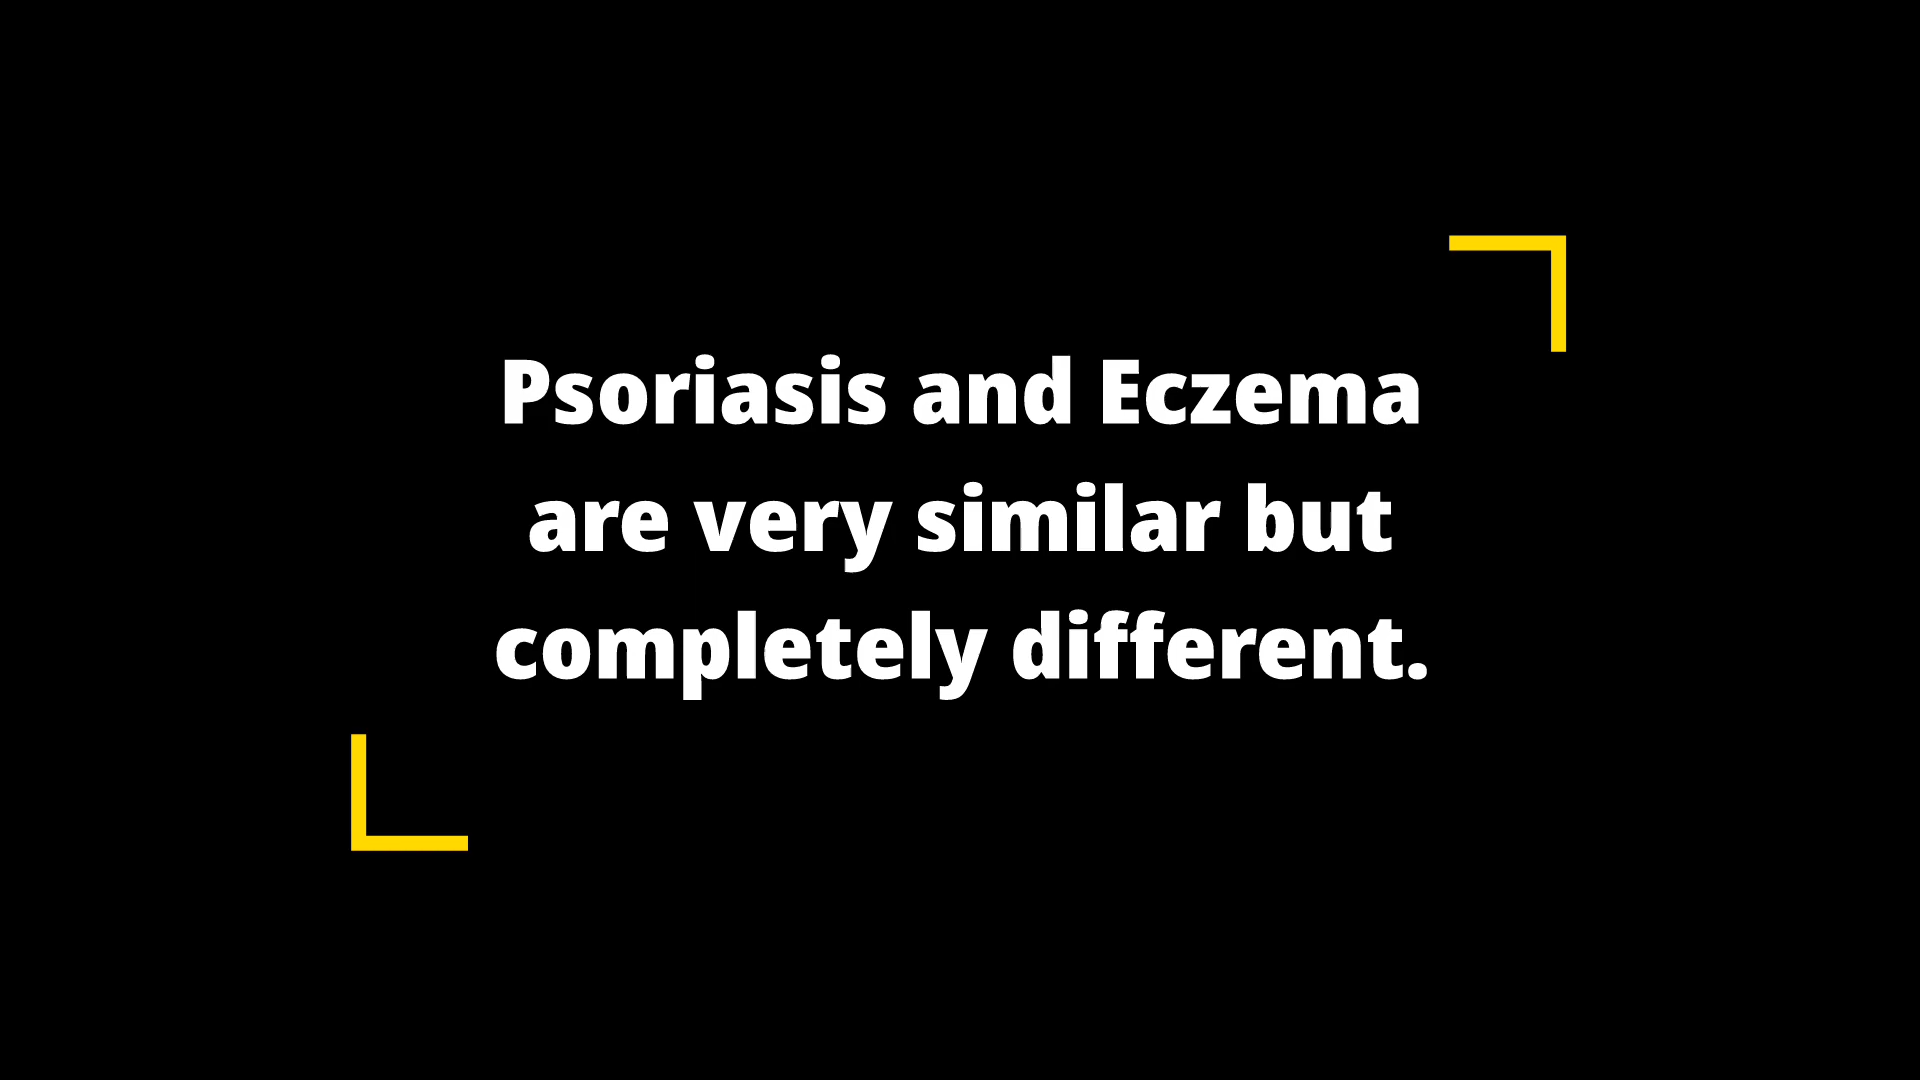 Psoriasis and Eczema
are very similar but
completely different.